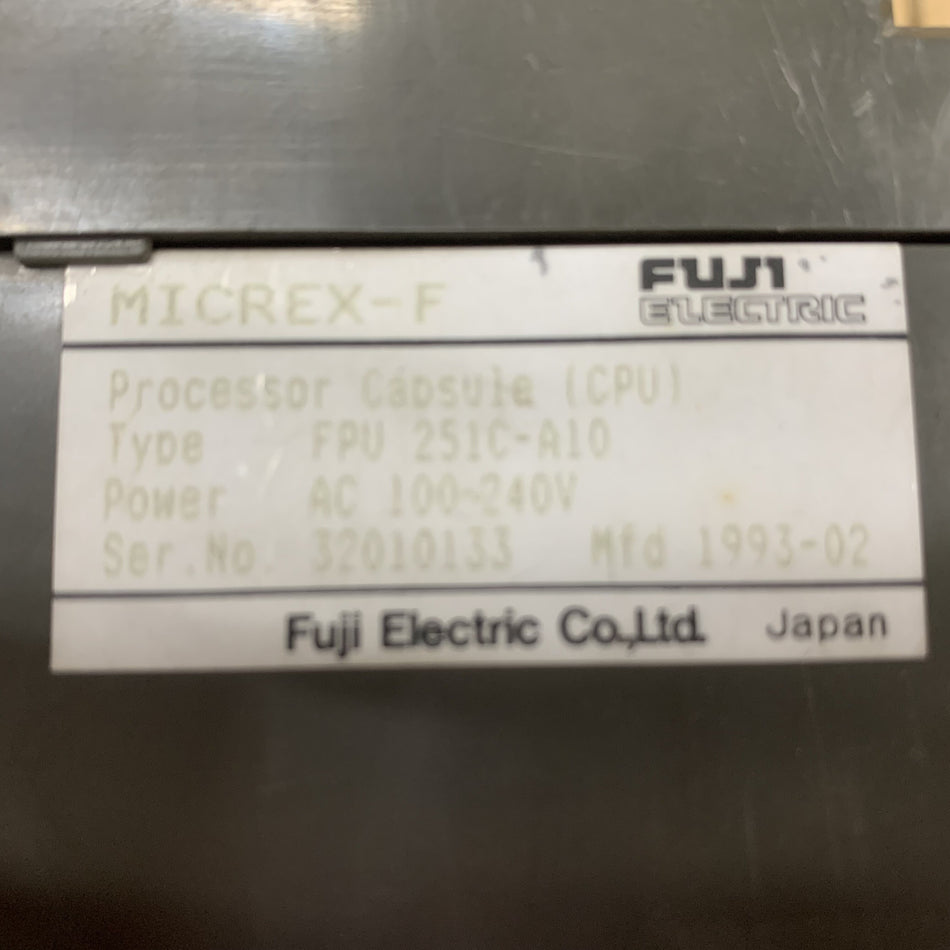 MICREX-F FUJI ELECTRIC
Processor Capsule (CPU)
Type FPU 251C-A10
Power AC 100~240V
Ser.No. 32010133 Mfd 1993-02
Fuji Electric Co.,Ltd. Japan